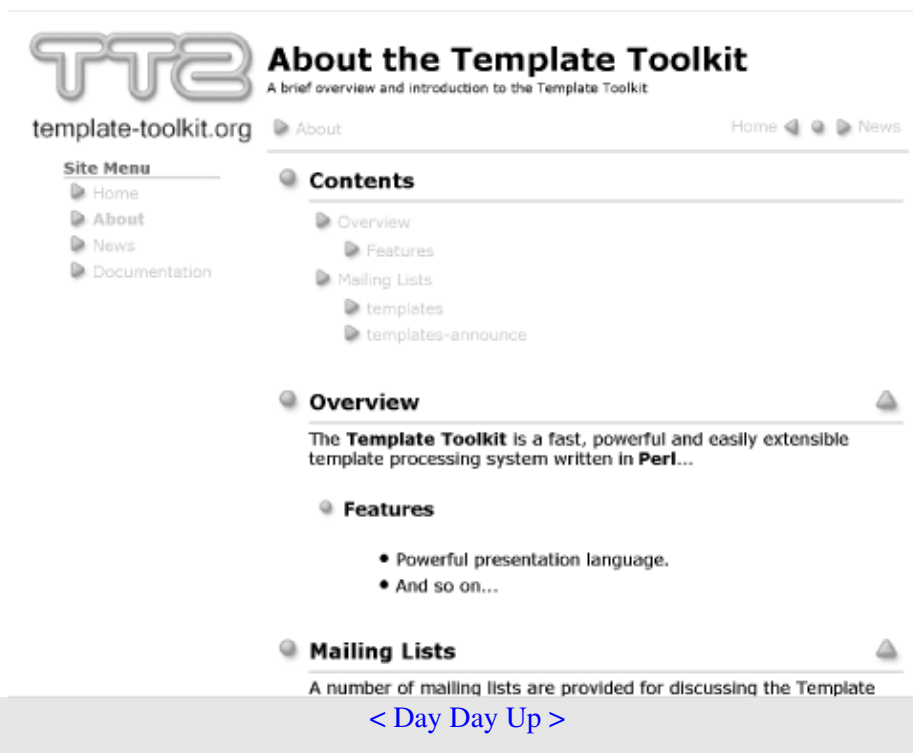 TT2
About the Template Toolkit
A brief overview and introduction to the Template Toolkit
template-toolkit.org
About
Home
News
Site Menu
Home
About
News
Documentation
Contents
Overview
Features
Mailing Lists
templates
templates-announce
Overview
The Template Toolkit is a fast, powerful and easily extensible
template processing system written in Perl...
Features
• Powerful presentation language.
• And so on...
Mailing Lists
A number of mailing lists are provided for discussing the Template
< Day Day Up >